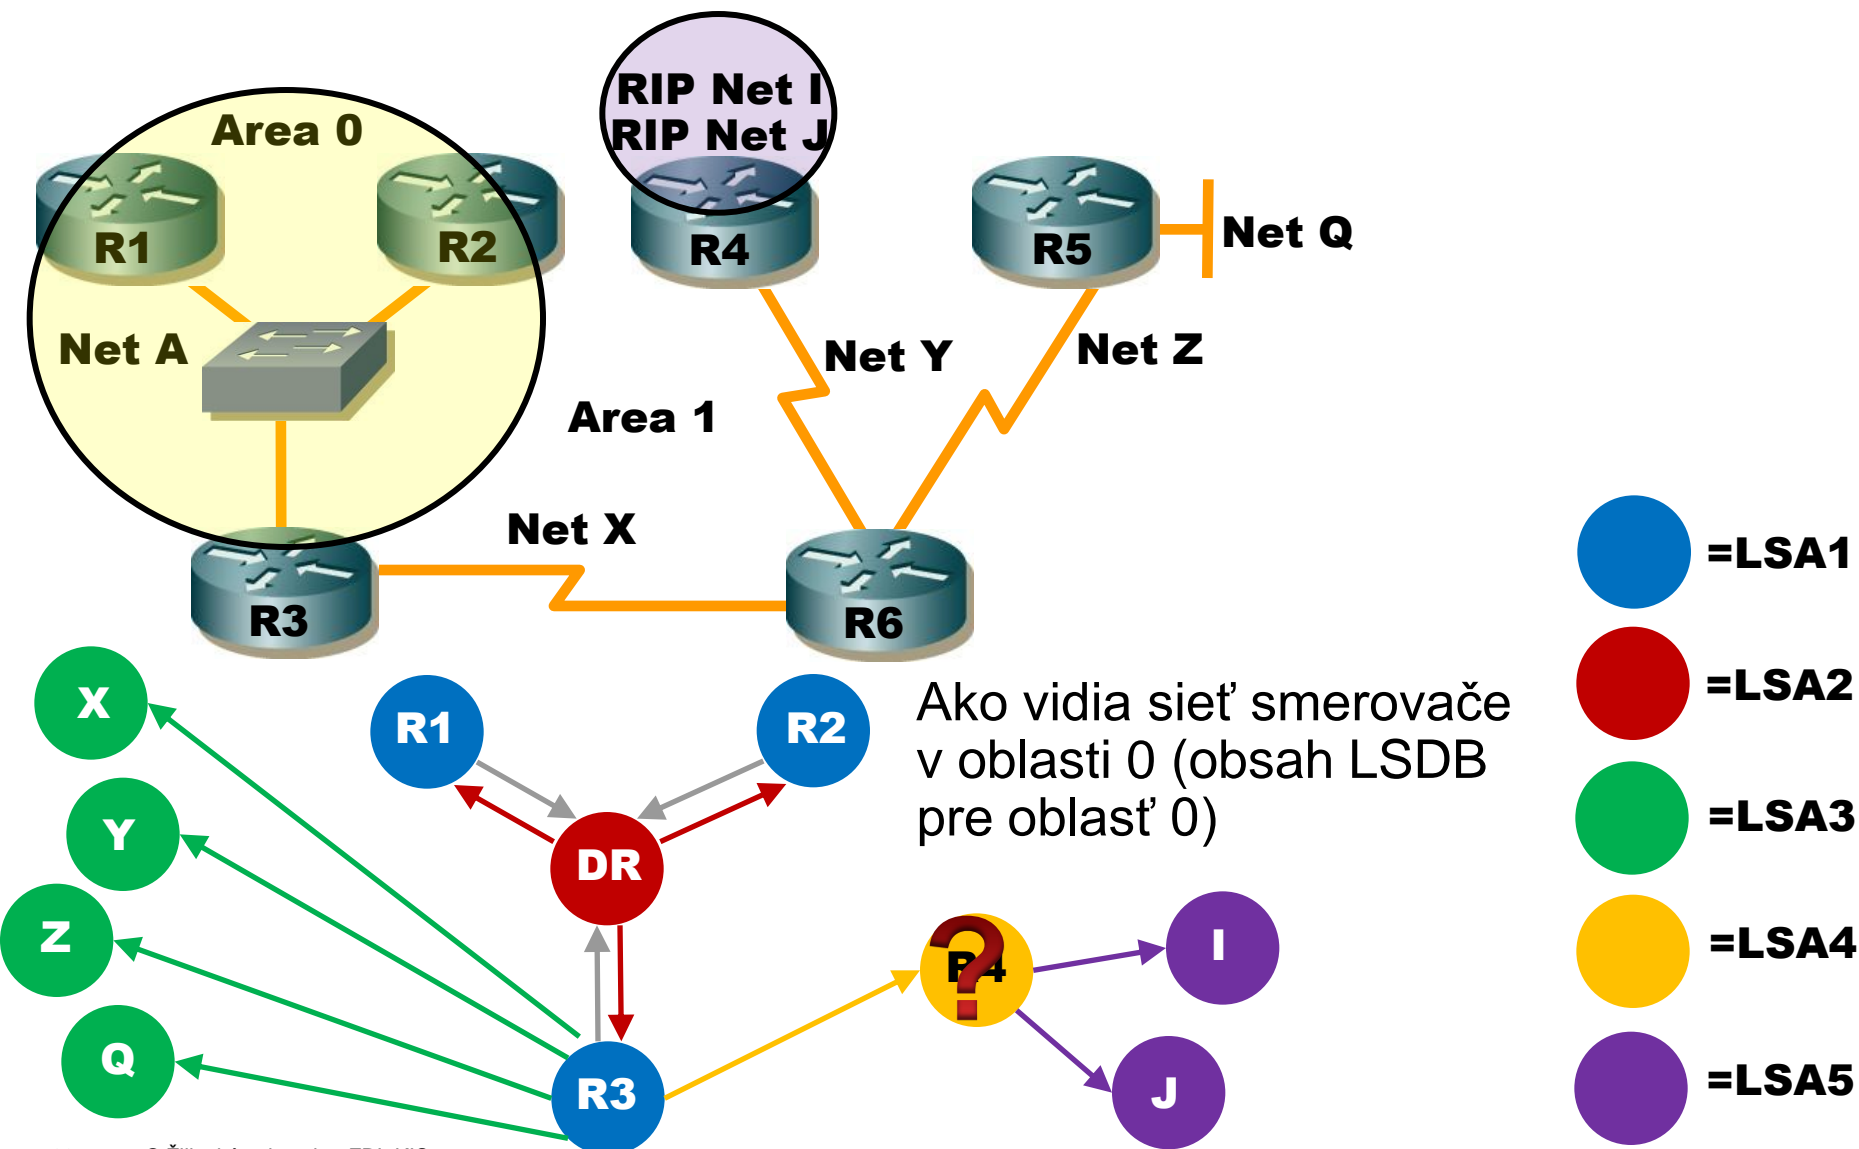 RIP Net I
RIP Net J
Area 0
R1
R2
R4
R5
Net Q
Net A
Net Y
Net Z
Area 1
Net X
R3
R6
=LSA1
=LSA2
=LSA3
=LSA4
=LSA5
Ako vidia sieť smerovače
v oblasti 0 (obsah LSDB
pre oblasť 0)
X
Y
Z
Q
R1
R2
DR
R3
R4
?
I
J